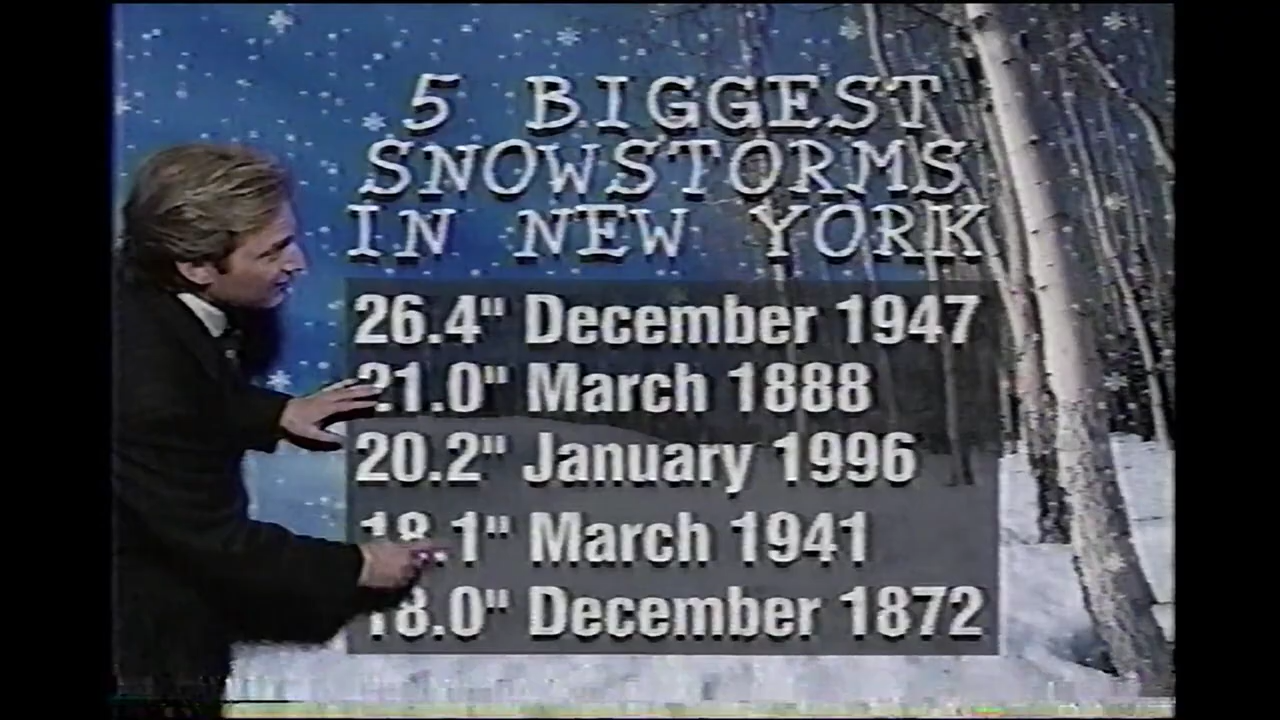 5 BIGGEST
SNOWSTORMS
IN NEW YORK
26.4" December 1947
21.0" March 1888
20.2" January 1996
18.1" March 1941
18.0" December 1872